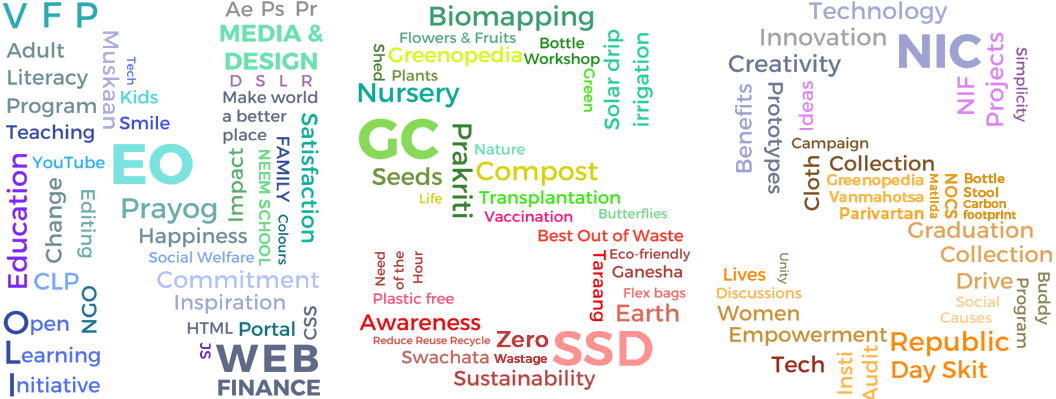 V F P
Adult
Literacy
Program
Teaching
Muskaan
Tech
Kids
Smile
EO
YouTube
Education
Change
Editing
Prayog
Happiness
Social Welfare
CLP
NGO
Commitment
Inspiration
Open
Learning
Initiative
HTML
Portal
CSS
JS
WEB
FINANCE
Ae Ps Pr
MEDIA &
DESIGN
D S L R
Make world
a better
place
Impact
NEEM SCHOOL
FAMILY
Colours
Satisfaction
Biomapping
Flowers & Fruits
Shed
Greenopedia
Plants
Bottle
Workshop
Nursery
Green
Solar drip
irrigation
GC
Prakriti
Nature
Seeds
Compost
Life
Transplantation
Vaccination
Butterflies
Best Out of Waste
Need
of the
Hour
Taraang
Eco-friendly
Ganesha
Plastic free
Flex bags
Earth
Awareness
Reduce Reuse Recycle
Zero
Swachata
Wastage
SSD
Sustainability
Technology
Innovation
NIC
Creativity
Benefits
Prototypes
Ideas
NIF
Projects
Simplicity
Campaign
Cloth
Collection
Greenopedia
Vanmahotsa
Parivartan
Matilda
NOCS
Bottle
Stool
Carbon
footprint
Graduation
Collection
Unity
Lives
Discussions
Drive
Women
Social
Causes
Buddy
Program
Empowerment
Tech
Insti
Audit
Republic
Day Skit